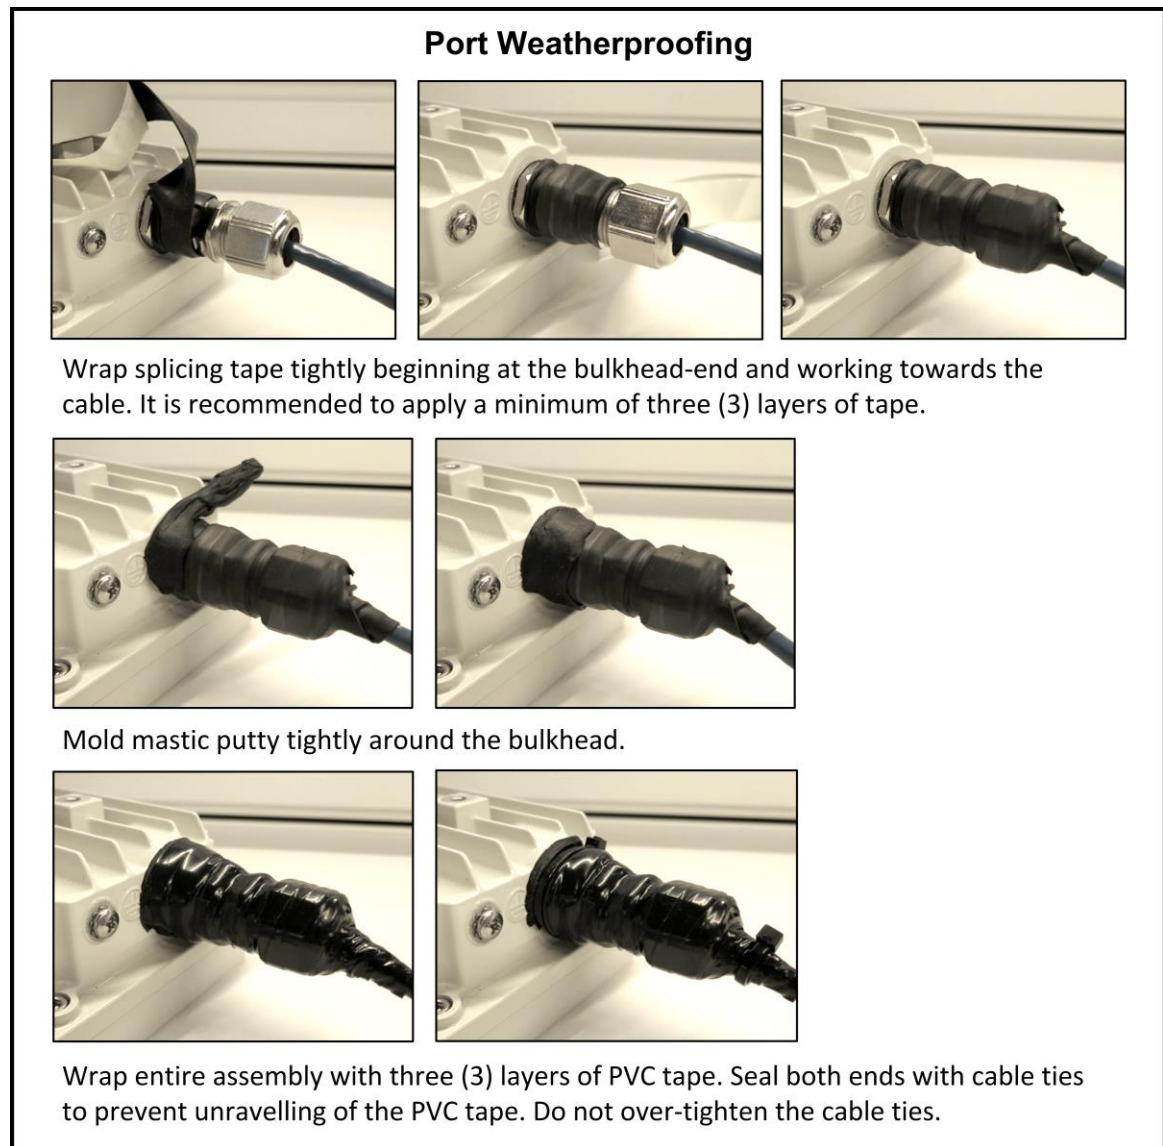 Port Weatherproofing
Wrap splicing tape tightly beginning at the bulkhead-end and working towards the
cable. It is recommended to apply a minimum of three (3) layers of tape.
Mold mastic putty tightly around the bulkhead.
Wrap entire assembly with three (3) layers of PVC tape. Seal both ends with cable ties
to prevent unravelling of the PVC tape. Do not over-tighten the cable ties.